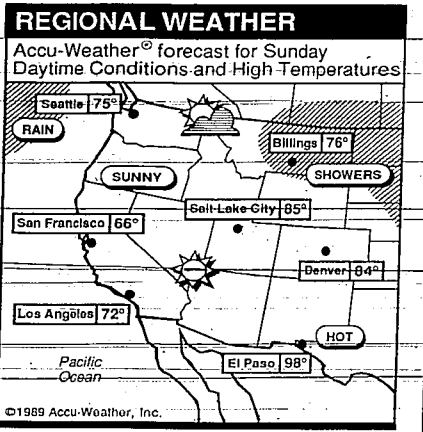 REGIONAL WEATHER
Accu-Weather® forecast for Sunday
Daytime Conditions and High Temperatures
Seattle 75°
RAIN
Billings 76°
SUNNY
SHOWERS
Salt Lake City 85°
San Francisco 66°
Denver 84°
Los Angeles 72°
HOT
El Paso 98°
Pacific
Ocean
©1989 Accu-Weather, Inc.